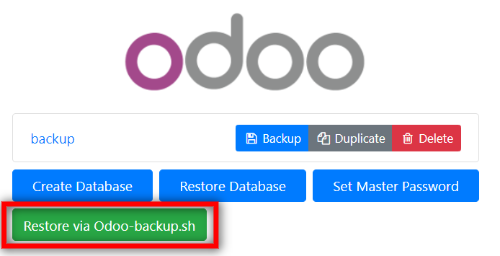 odoo
backup Backup Duplicate Delete
Create Database Restore Database Set Master Password
Restore via Odoo-backup.sh